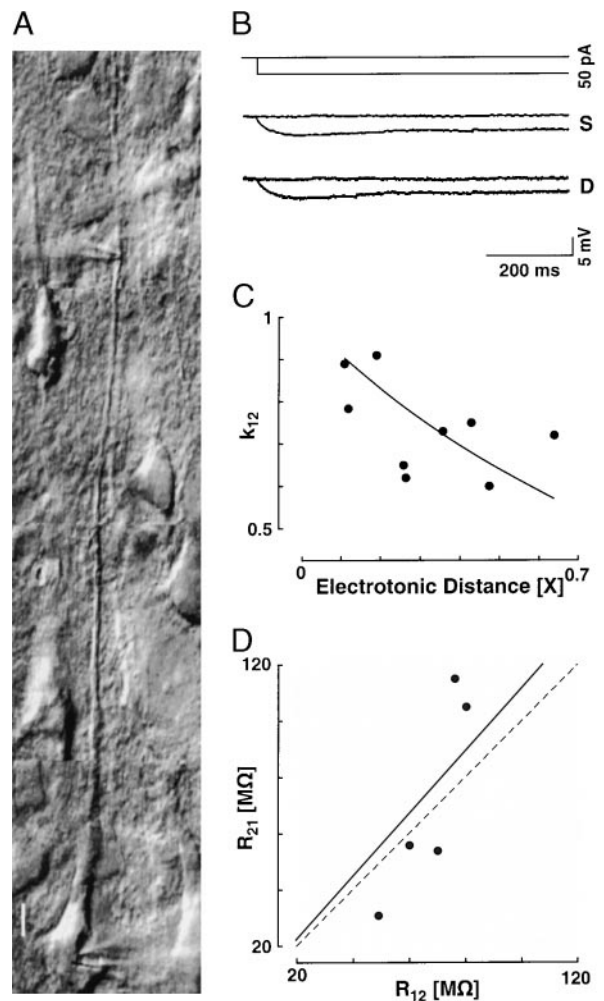 A
B
50 pA
S
D
5 mV
200 ms
C
1
k12
0.5
0
Electrotonic Distance [X]
0.7
D
120
R21 [MΩ]
20
20
R12 [MΩ]
120